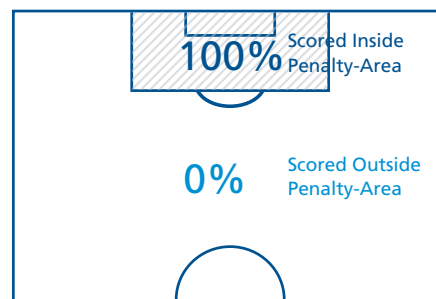 100%
Scored Inside
Penalty-Area
0%
Scored Outside
Penalty-Area